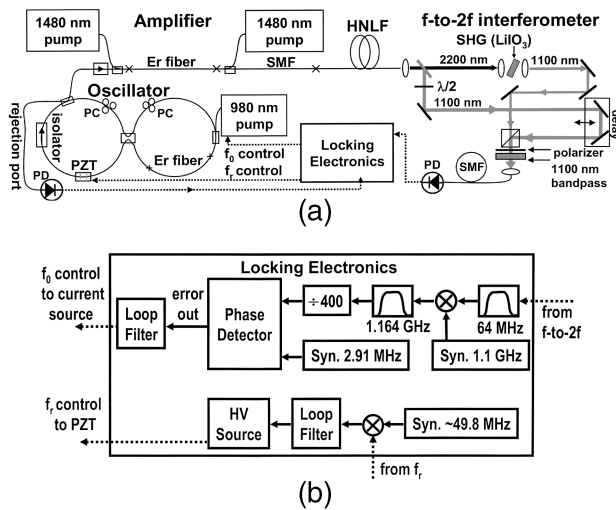 Amplifier
f-to-2f interferometer
1480 nm
pump
1480 nm
pump
HNLF
SHG (LiIO3)
Er fiber
SMF
2200 nm
1100 nm
λ/2
1100 nm
delay
Oscillator
PC
PC
rejection port
Isolator
980 nm
pump
Er fiber
PZT
PD
f0 control
fr control
Locking
Electronics
PD
SMF
polarizer
1100 nm
bandpass
(a)
Locking Electronics
f0 control
to current
source
Loop
Filter
error
out
Phase
Detector
÷400
1.164 GHz
64 MHz
from
f-to-2f
Syn. 2.91 MHz
Syn. 1.1 GHz
fr control
to PZT
HV
Source
Loop
Filter
Syn. ~49.8 MHz
from fr
(b)